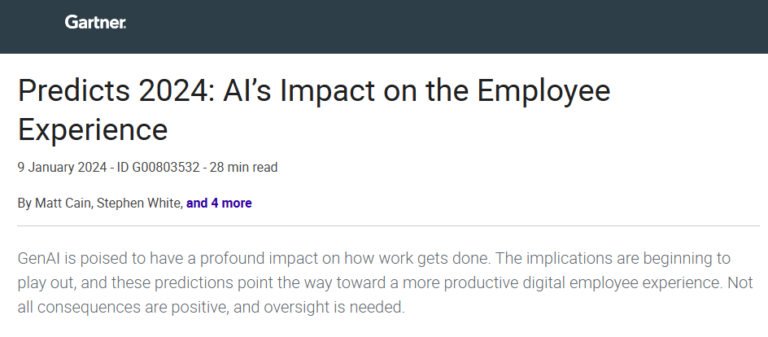 Gartner.
Predicts 2024: AI's Impact on the Employee
Experience
9 January 2024 - ID G00803532 - 28 min read
By Matt Cain, Stephen White, and 4 more
GenAI is poised to have a profound impact on how work gets done. The implications are beginning to
play out, and these predictions point the way toward a more productive digital employee experience. Not
all consequences are positive, and oversight is needed.